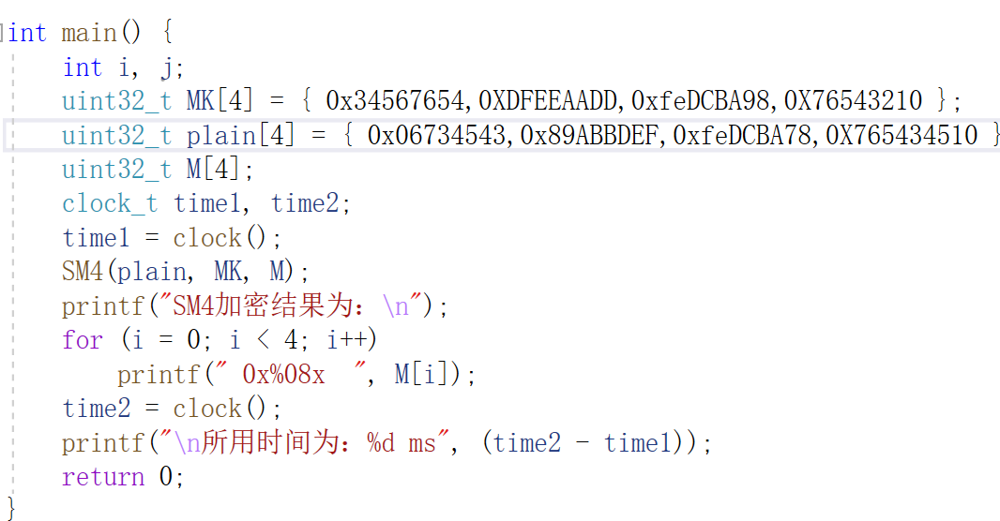 int main() {
int i, j;
uint32_t MK[4] = { 0x34567654,0XDFEEAADD,0xfeDCBA98,0X76543210 };
uint32_t plain[4] = { 0x06734543,0x89ABBDEF,0xfeDCBA78,0X765434510 }
uint32_t M[4];
clock_t time1, time2;
time1 = clock();
SM4(plain, MK, M);
printf("SM4加密结果为：\n");
for (i = 0; i < 4; i++)
printf(" 0x%08x  ", M[i]);
time2 = clock();
printf("\n所用时间为：%d ms", (time2 - time1));
return 0;
}